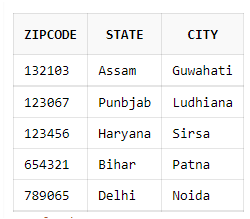 ZIPCODE STATE CITY
132103 Assam Guwahati
123067 Punbjab Ludhiana
123456 Haryana Sirsa
654321 Bihar Patna
789065 Delhi Noida